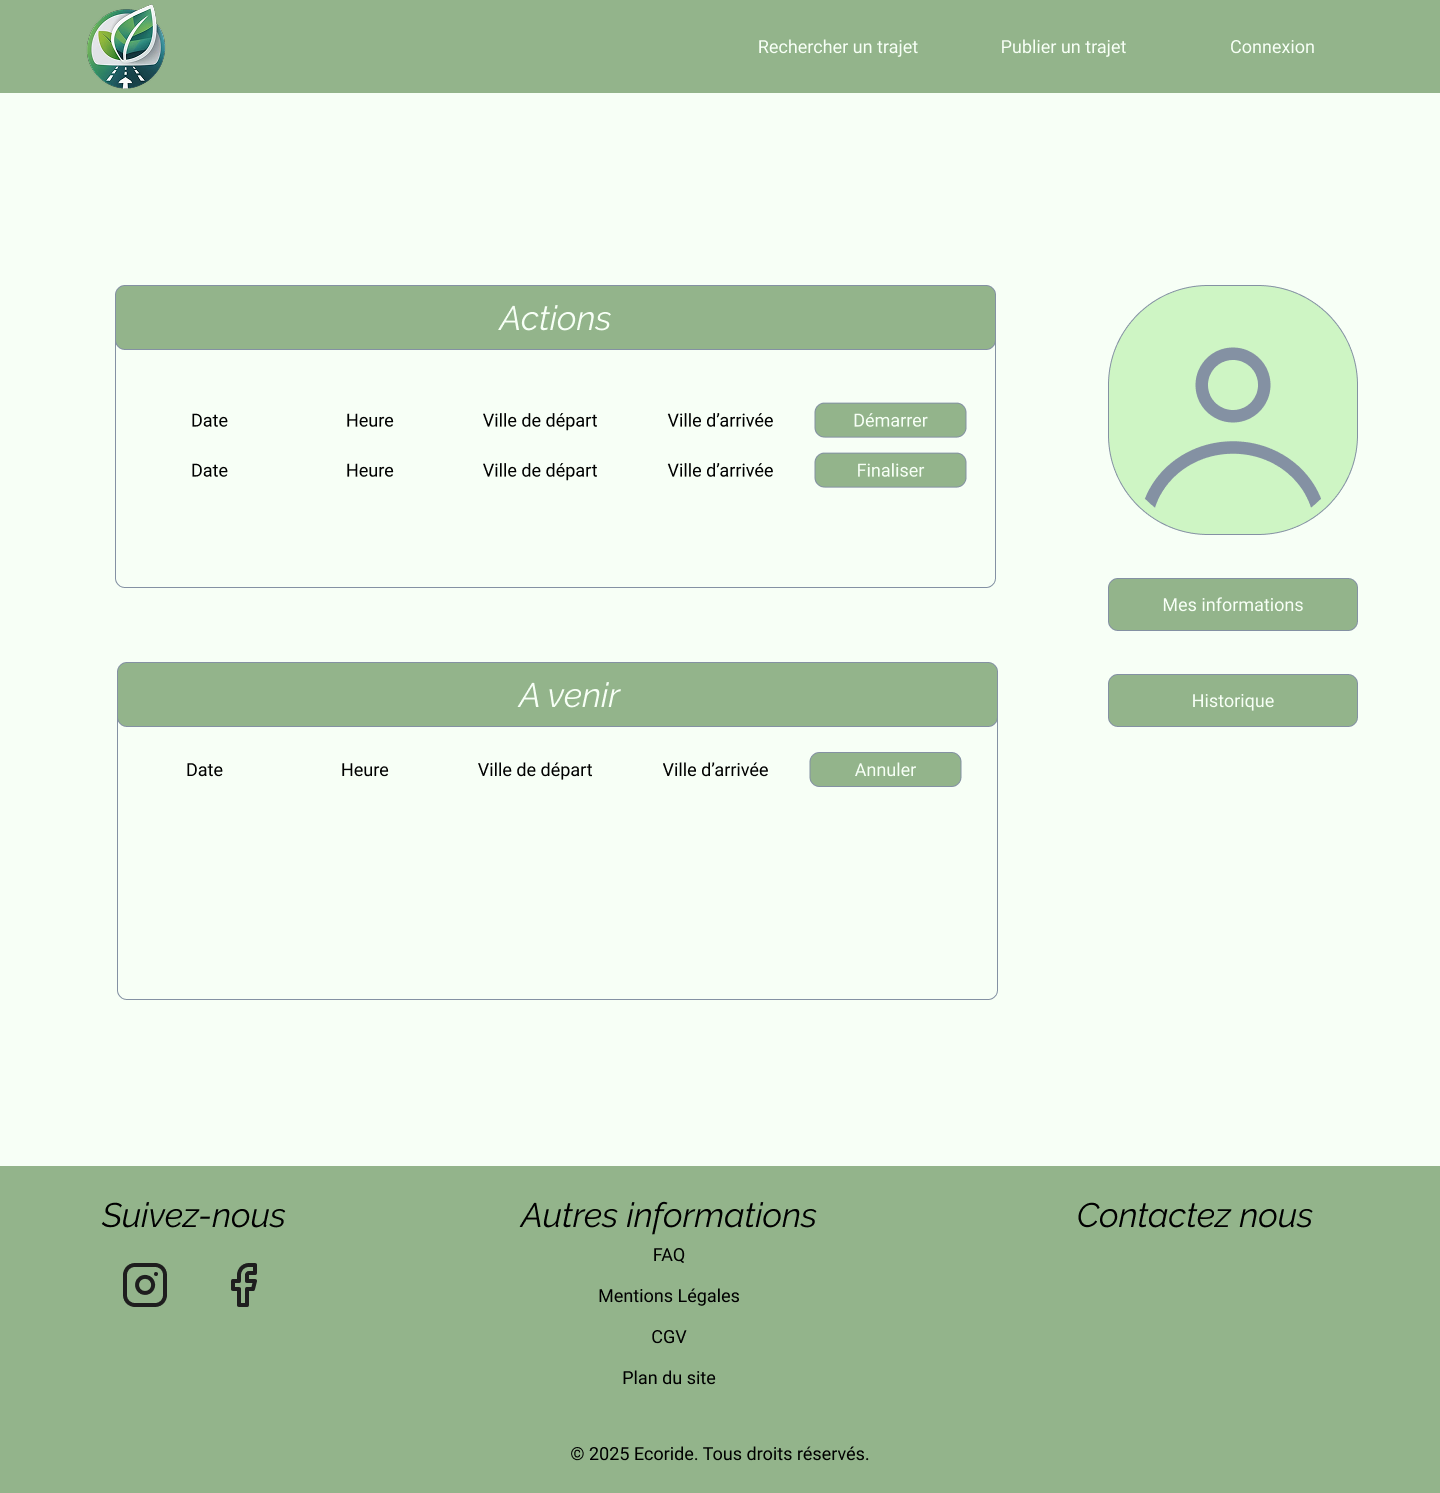 Rechercher un trajet
Publier un trajet
Connexion
Actions
Date Heure Ville de départ Ville d’arrivée Démarrer
Date Heure Ville de départ Ville d’arrivée Finaliser
Mes informations
Historique
A venir
Date Heure Ville de départ Ville d’arrivée Annuler
Suivez-nous
Autres informations
FAQ
Mentions Légales
CGV
Plan du site
Contactez nous
© 2025 Ecoride. Tous droits réservés.